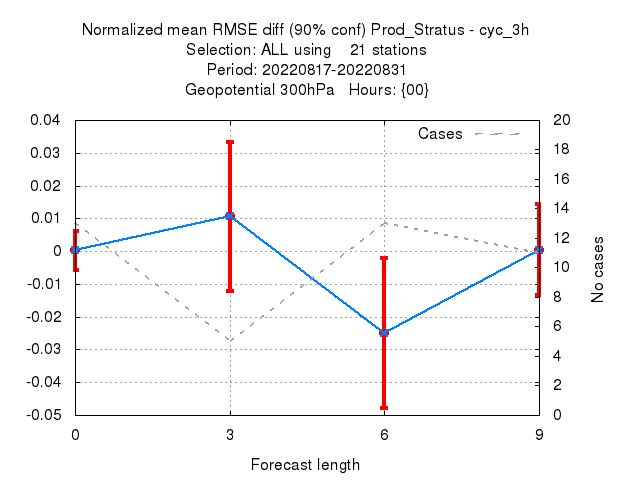 Normalized mean RMSE diff (90% conf) Prod_Stratus - cyc_3h
Selection: ALL using    21 stations
Period: 20220817-20220831
Geopotential 300hPa   Hours: {00}
0.04
0.03
0.02
0.01
0
-0.01
-0.02
-0.03
-0.04
-0.05
Cases
20
18
16
14
12
10
8
6
4
2
0
No cases
0 3 6 9
Forecast length